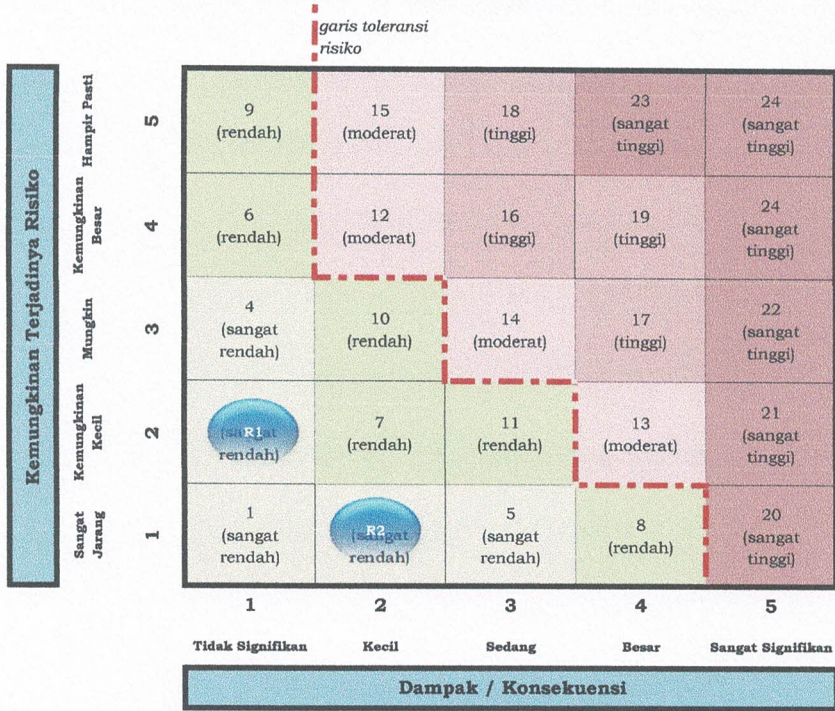 garis toleransi
risiko
Kemungkinan Terjadinya Risiko
Hampir Pasti
5
9
(rendah)
15
(moderat)
18
(tinggi)
23
(sangat
tinggi)
24
(sangat
tinggi)
Kemungkinan
Besar
4
6
(rendah)
12
(moderat)
16
(tinggi)
19
(tinggi)
24
(sangat
tinggi)
Mungkin
3
4
(sangat
rendah)
10
(rendah)
14
(moderat)
17
(tinggi)
22
(sangat
tinggi)
Kemungkinan
Kecil
2
R1
(sangat
rendah)
7
(rendah)
11
(rendah)
13
(moderat)
21
(sangat
tinggi)
Sangat
Jarang
1
1
(sangat
rendah)
R2
(sangat
rendah)
5
(sangat
rendah)
8
(rendah)
20
(sangat
tinggi)
1
2
3
4
5
Tidak Signifikan
Kecil
Sedang
Besar
Sangat Signifikan
Dampak / Konsekuensi